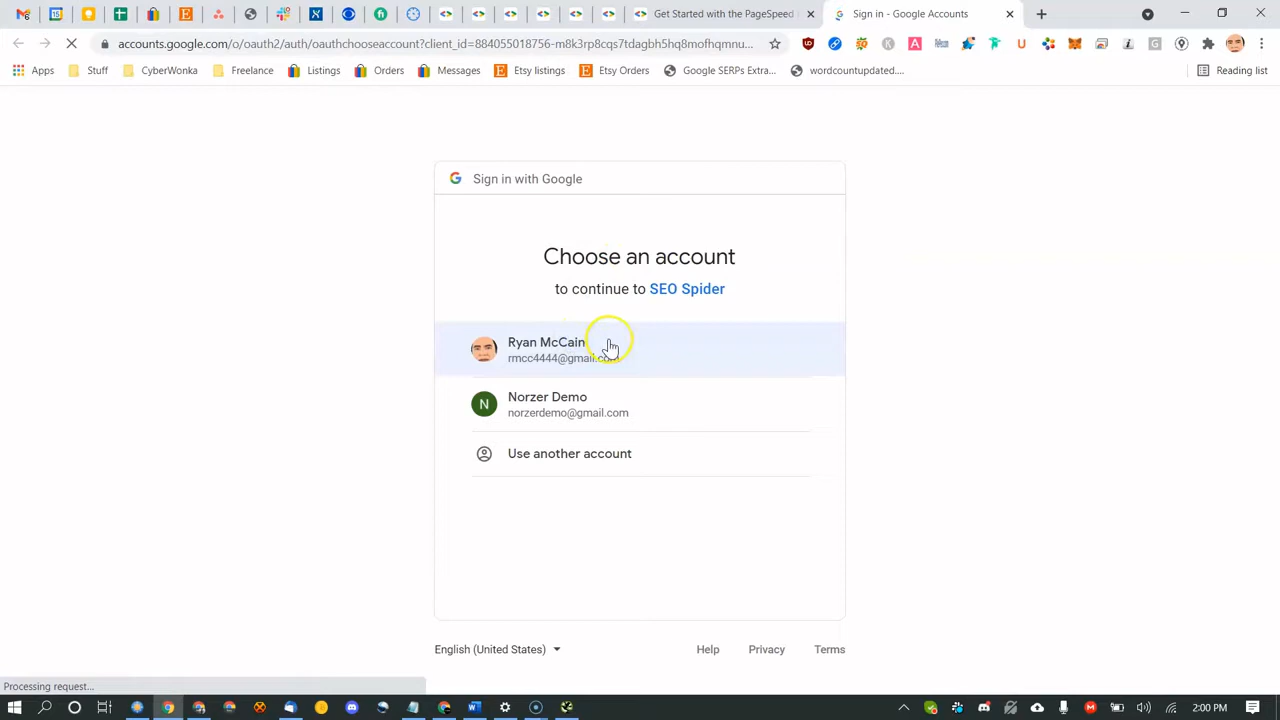 Get Started with the PageSpeed
Sign in - Google Accounts
accounts.google.com/o/oauth2/auth/oauthchooseaccount?client_id=
Apps
Stuff
CyberWonka
Freelance
Listings
Orders
Messages
Etsy listings
Etsy Orders
Google SERPs Extra...
wordcountupdated....
Reading list
Sign in with Google
Choose an account
to continue to SEO Spider
Ryan McCain
rmcc4444@gmail.com
N
Norzer Demo
norzerdemo@gmail.com
Use another account
English (United States)
Help
Privacy
Terms
Processing request...
2:00 PM